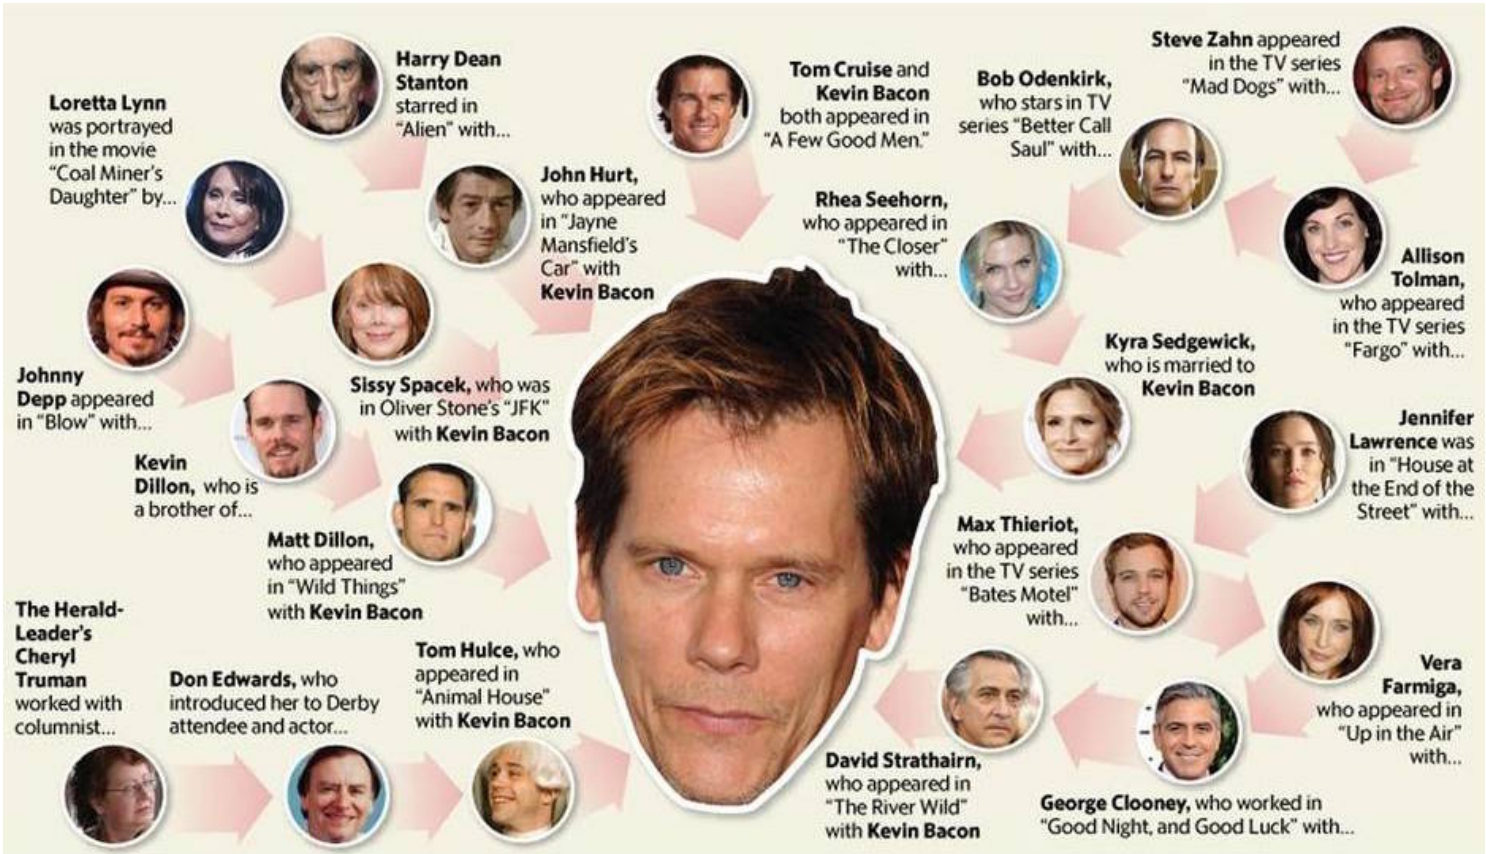 Loretta Lynn
was portrayed
in the movie
“Coal Miner’s
Daughter” by...
Harry Dean
Stanton
starred in
“Alien” with...
John Hurt,
who appeared
in “Jayne
Mansfield’s
Car” with
Kevin Bacon
Tom Cruise and
Kevin Bacon
both appeared in
“A Few Good Men.”
Steve Zahn appeared
in the TV series
“Mad Dogs” with...
Bob Odenkirk,
who stars in TV
series “Better Call
Saul” with...
Rhea Seehorn,
who appeared in
“The Closer”
with...
Allison
Tolman,
who appeared
in the TV series
“Fargo” with...
Kyra Sedgewick,
who is married to
Kevin Bacon
Johnny
Depp appeared
in “Blow” with...
Sissy Spacek, who was
in Oliver Stone’s “JFK”
with Kevin Bacon
Kevin
Dillon, who is
a brother of...
Matt Dillon,
who appeared
in “Wild Things”
with Kevin Bacon
Jennifer
Lawrence was
in “House at
the End of the
Street” with...
Max Thieriot,
who appeared
in the TV series
“Bates Motel”
with...
Vera
Farmiga,
who appeared in
“Up in the Air”
with...
The Herald-
Leader’s
Cheryl
Truman
worked with
columnist...
Don Edwards, who
introduced her to Derby
attendee and actor...
Tom Hulce, who
appeared in
“Animal House”
with Kevin Bacon
David Strathairn,
who appeared in
“The River Wild”
with Kevin Bacon
George Clooney, who worked in
“Good Night, and Good Luck” with...